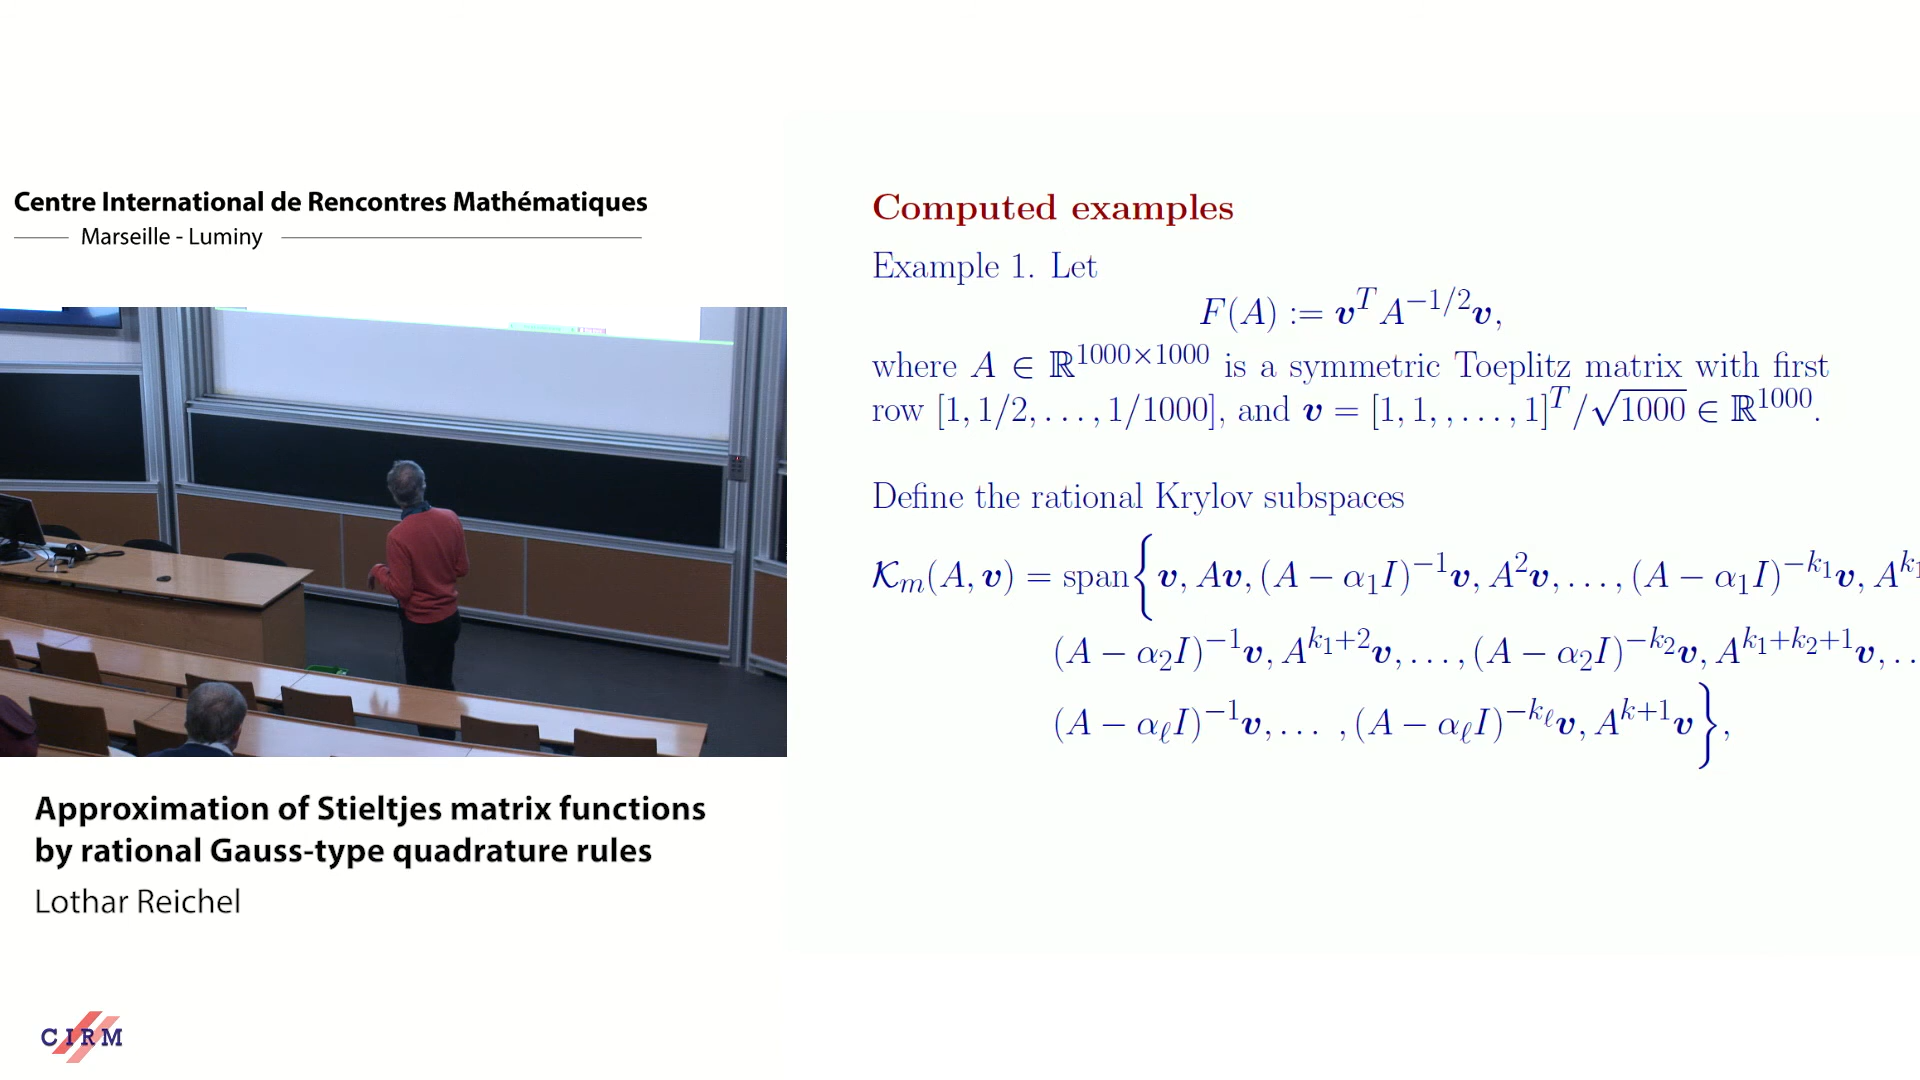 Centre International de Rencontres Mathématiques
Marseille - Luminy
Computed examples
Example 1. Let
F(A) := v^T A^{-1/2} v,
where A ∈ ℝ^{1000×1000} is a symmetric Toeplitz matrix with first
row [1, 1/2, . . . , 1/1000], and v = [1, 1, , . . . , 1]^T/√1000 ∈ ℝ^{1000}.
Define the rational Krylov subspaces
𝒦_m(A, v) = span{v, Av, (A − α_1 I)^{-1}v, A^2 v, . . . , (A − α_1 I)^{-k_1}v, A^{k_1
(A − α_2 I)^{-1}v, A^{k_1+2}v, . . . , (A − α_2 I)^{-k_2}v, A^{k_1+k_2+1}v, . .
(A − α_ℓ I)^{-1}v, . . . , (A − α_ℓ I)^{-k_ℓ}v, A^{k+1}v},
Approximation of Stieltjes matrix functions
by rational Gauss-type quadrature rules
Lothar Reichel
CIRM